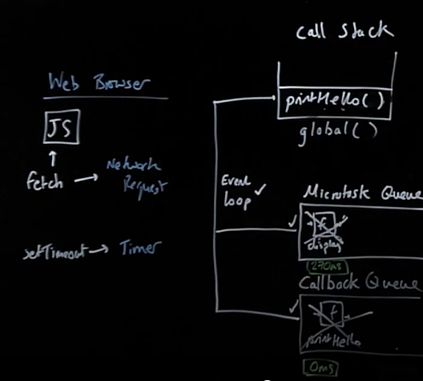 call stack
Web Browser
printHello()
JS
global()
fetch
Network
Request
Event
loop
Microtask Queue
f
display
setTimeout
Timer
270ms
Callback Queue
f
printHello
0ms